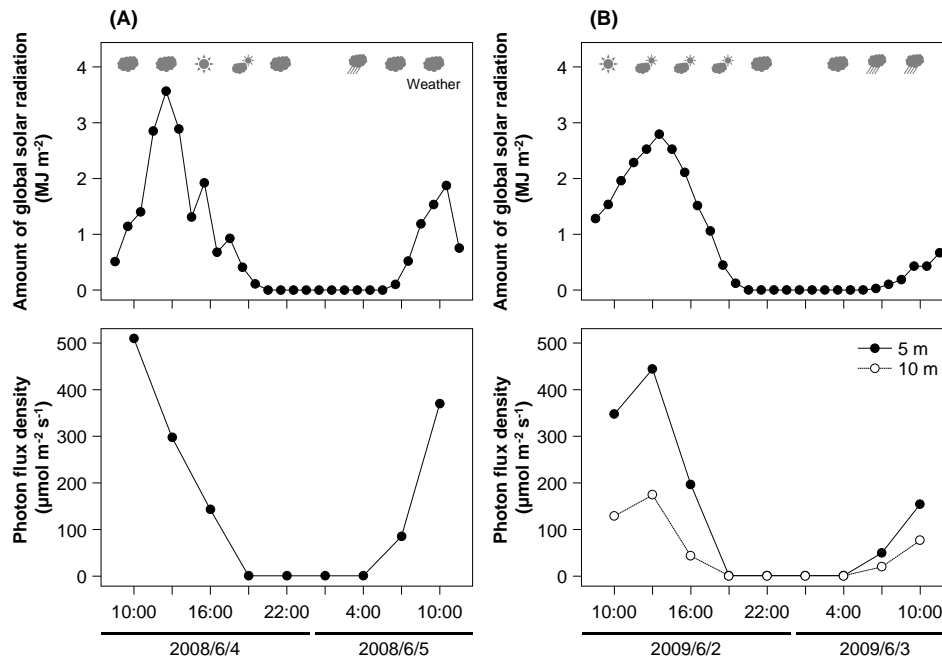 (A)
(B)
Amount of global solar radiation
(MJ m-2)
4
3
2
1
0
Weather
Amount of global solar radiation
(MJ m-2)
4
3
2
1
0
Photon flux density
(µmol m-2 s-1)
500
400
300
200
100
0
10:00 16:00 22:00 4:00 10:00
2008/6/4 2008/6/5
Photon flux density
(µmol m-2 s-1)
500
400
300
200
100
0
5 m
10 m
10:00 16:00 22:00 4:00 10:00
2009/6/2 2009/6/3